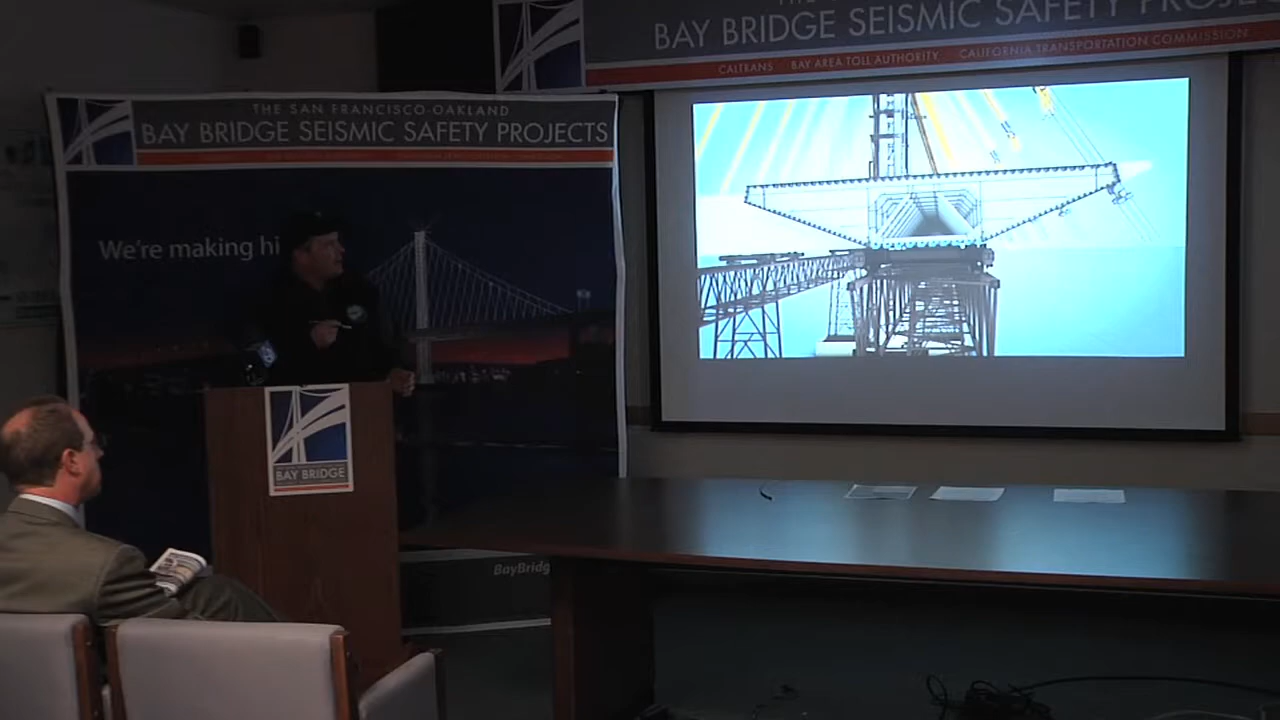 BAY BRIDGE SEISMIC SAFETY PROJE
CALTRANS BAY AREA TOLL AUTHORITY CALIFORNIA TRANSPORTATION COMMISSION
THE SAN FRANCISCO-OAKLAND
BAY BRIDGE SEISMIC SAFETY PROJECTS
We're making hi
BAY BRIDGE
BayBridg